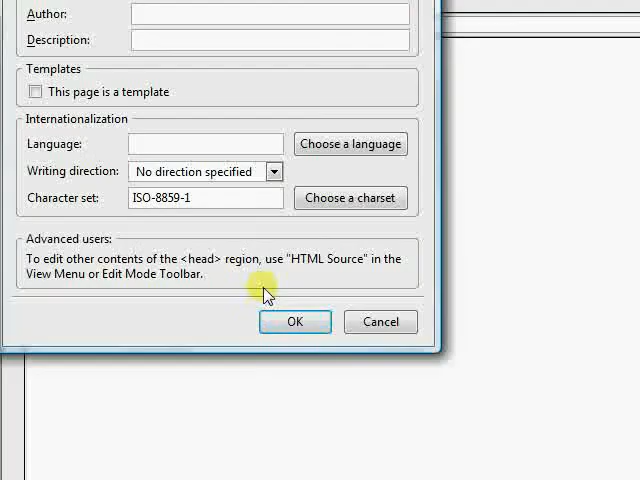 Author:
Description:
Templates
This page is a template
Internationalization
Language:
Choose a language
Writing direction:
No direction specified
Character set:
ISO-8859-1
Choose a charset
Advanced users:
To edit other contents of the <head> region, use "HTML Source" in the
View Menu or Edit Mode Toolbar.
OK
Cancel